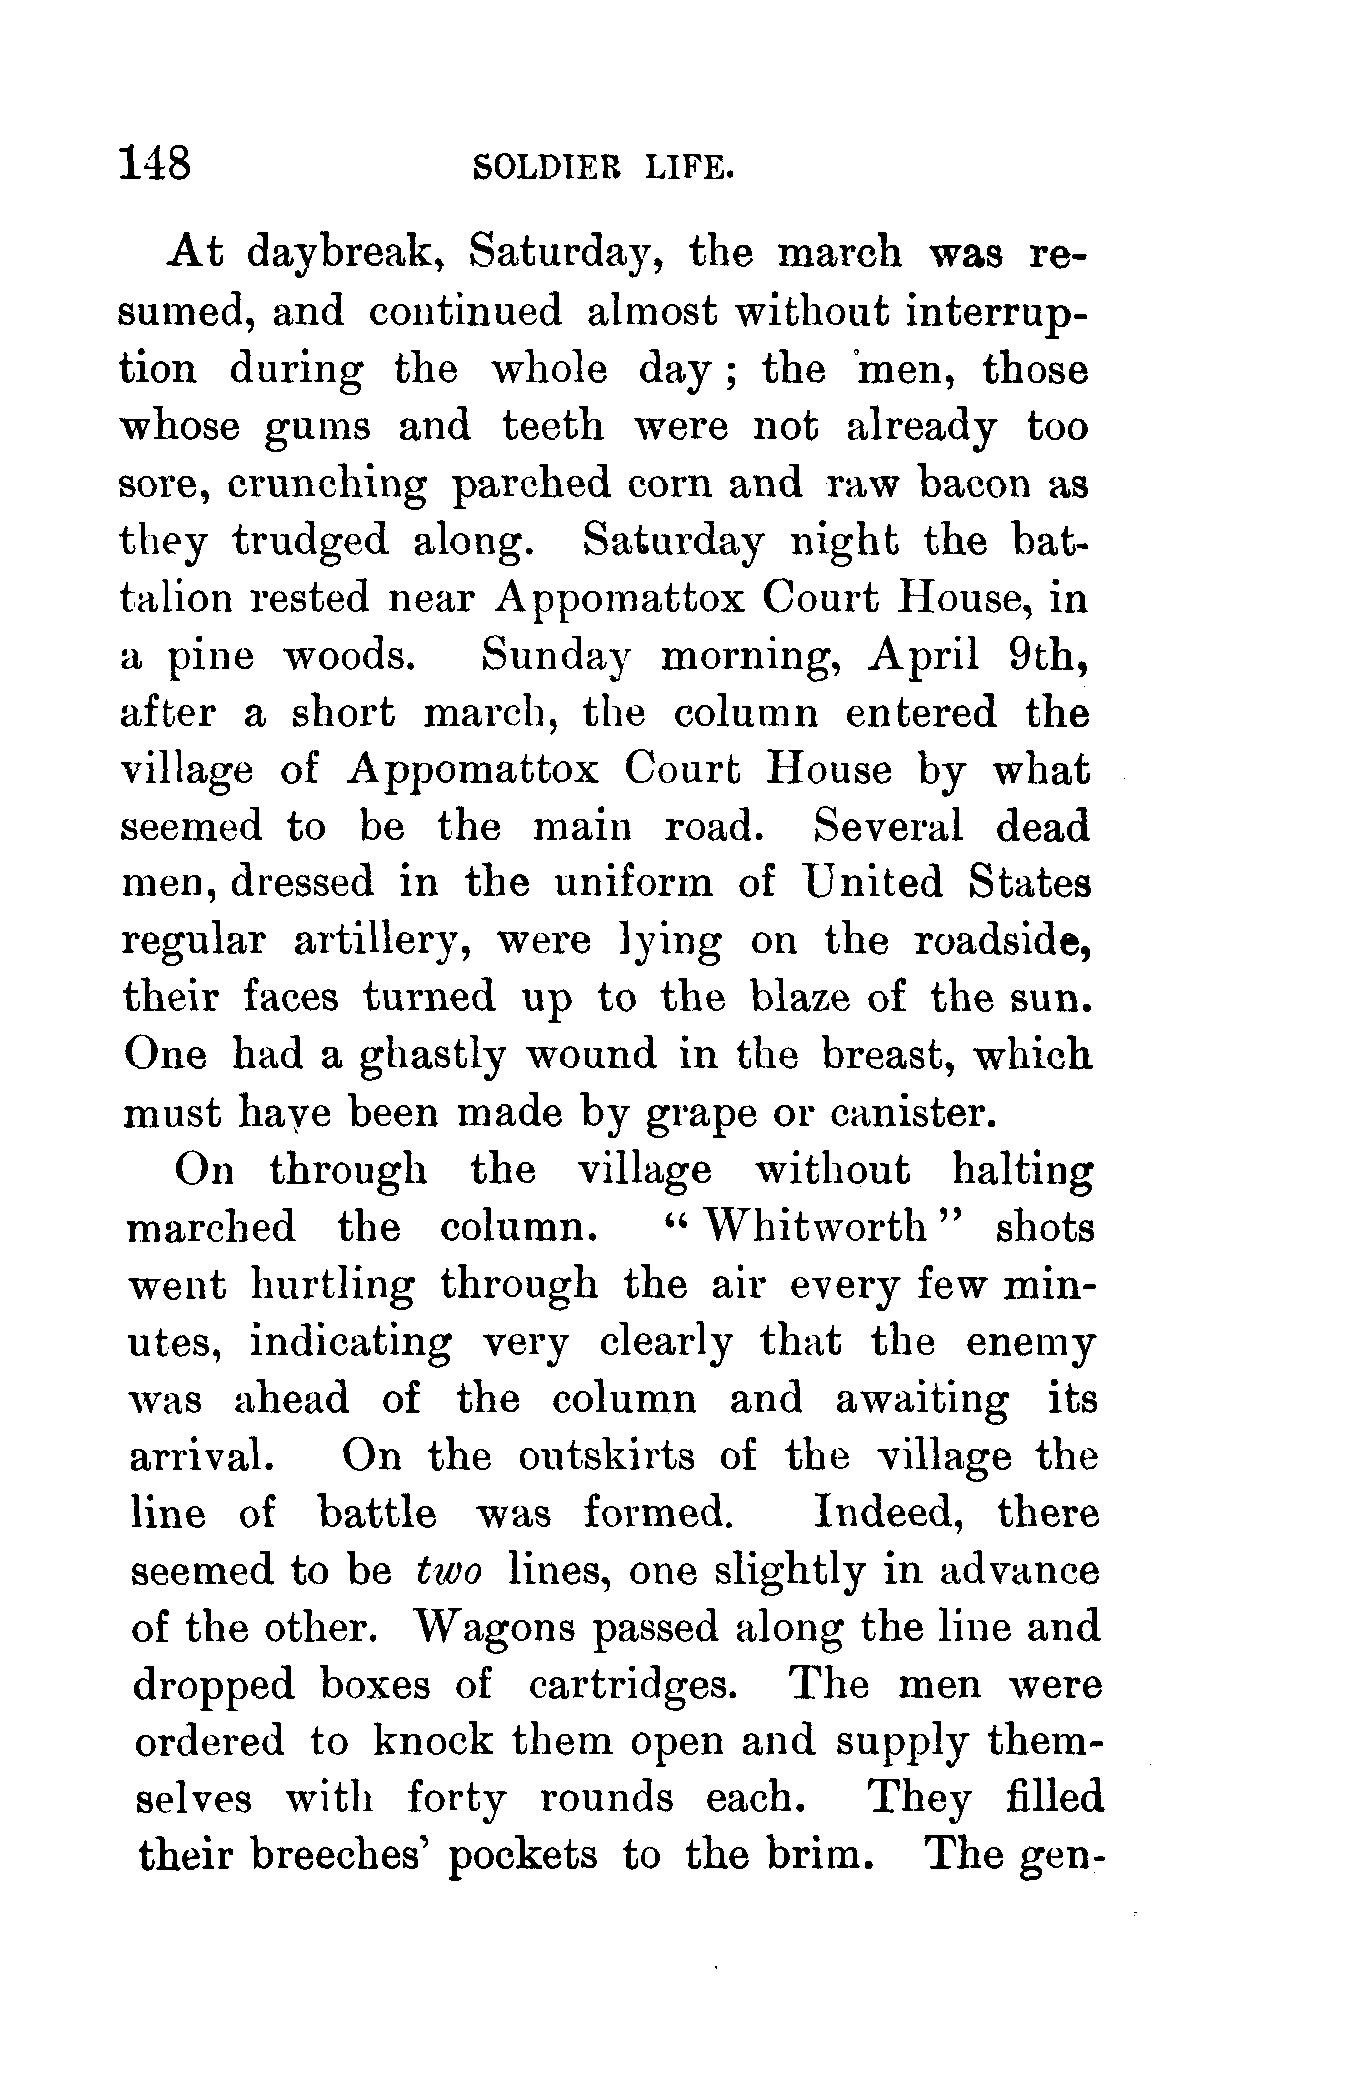 148 SOLDIER LIFE.
At daybreak, Saturday, the march was re-
sumed, and continued almost without interrup-
tion during the whole day ; the men, those
whose gums and teeth were not already too
sore, crunching parched corn and raw bacon as
they trudged along. Saturday night the bat-
talion rested near Appomattox Court House, in
a pine woods. Sunday morning, April 9th,
after a short march, the column entered the
village of Appomattox Court House by what
seemed to be the main road. Several dead
men, dressed in the uniform of United States
regular artillery, were lying on the roadside,
their faces turned up to the blaze of the sun.
One had a ghastly wound in the breast, which
must have been made by grape or canister.
On through the village without halting
marched the column. “ Whitworth ” shots
went hurtling through the air every few min-
utes, indicating very clearly that the enemy
was ahead of the column and awaiting its
arrival. On the outskirts of the village the
line of battle was formed. Indeed, there
seemed to be two lines, one slightly in advance
of the other. Wagons passed along the line and
dropped boxes of cartridges. The men were
ordered to knock them open and supply them-
selves with forty rounds each. They filled
their breeches’ pockets to the brim. The gen-